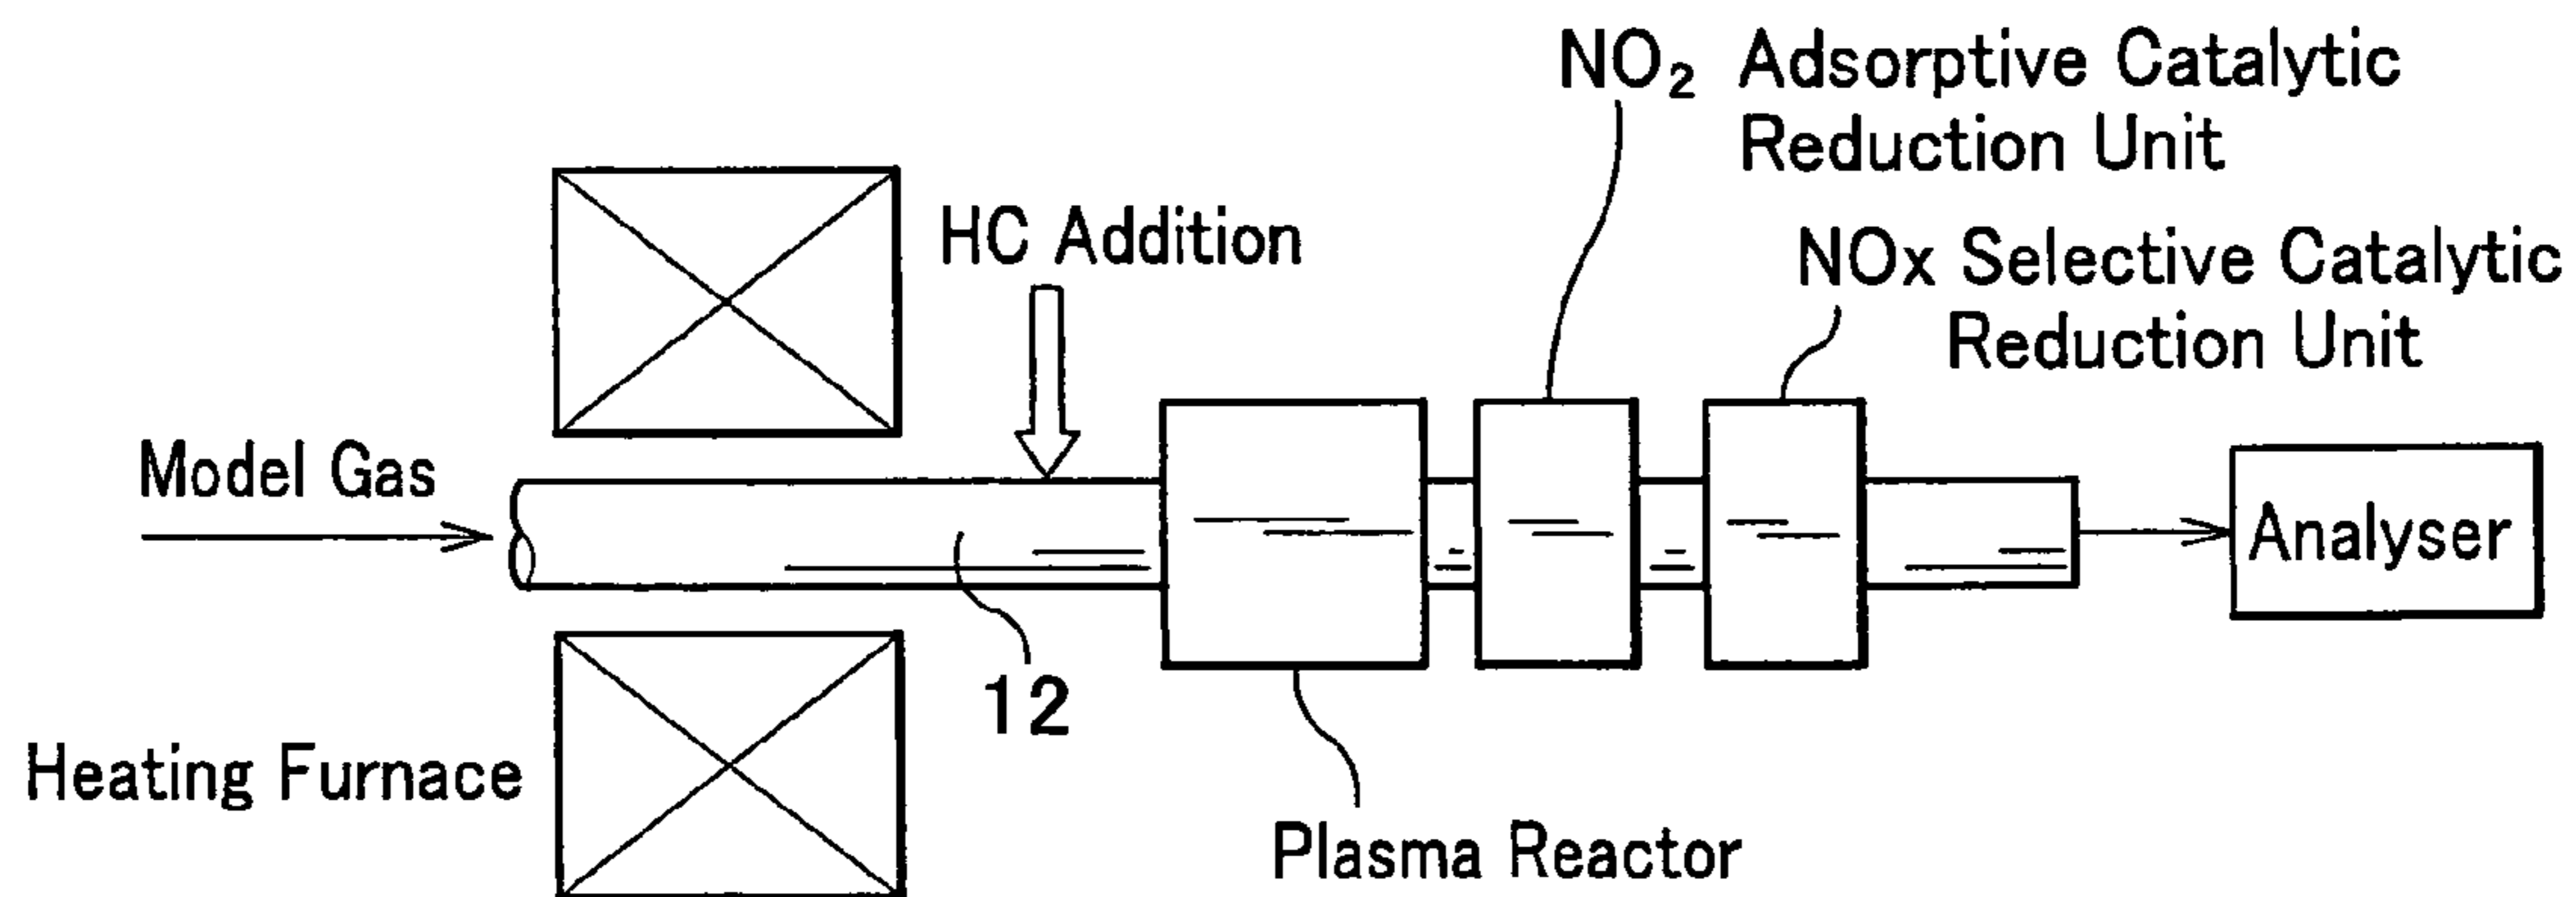 NO₂ Adsorptive Catalytic
Reduction Unit
HC Addition
NOx Selective Catalytic
Reduction Unit
Model Gas
Analyser
12
Heating Furnace
Plasma Reactor